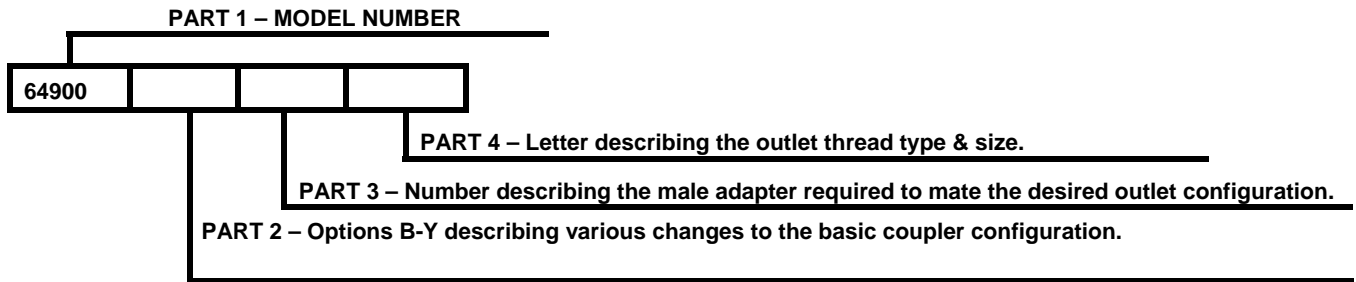 PART 1 – MODEL NUMBER
64900
PART 4 – Letter describing the outlet thread type & size.
PART 3 – Number describing the male adapter required to mate the desired outlet configuration.
PART 2 – Options B-Y describing various changes to the basic coupler configuration.